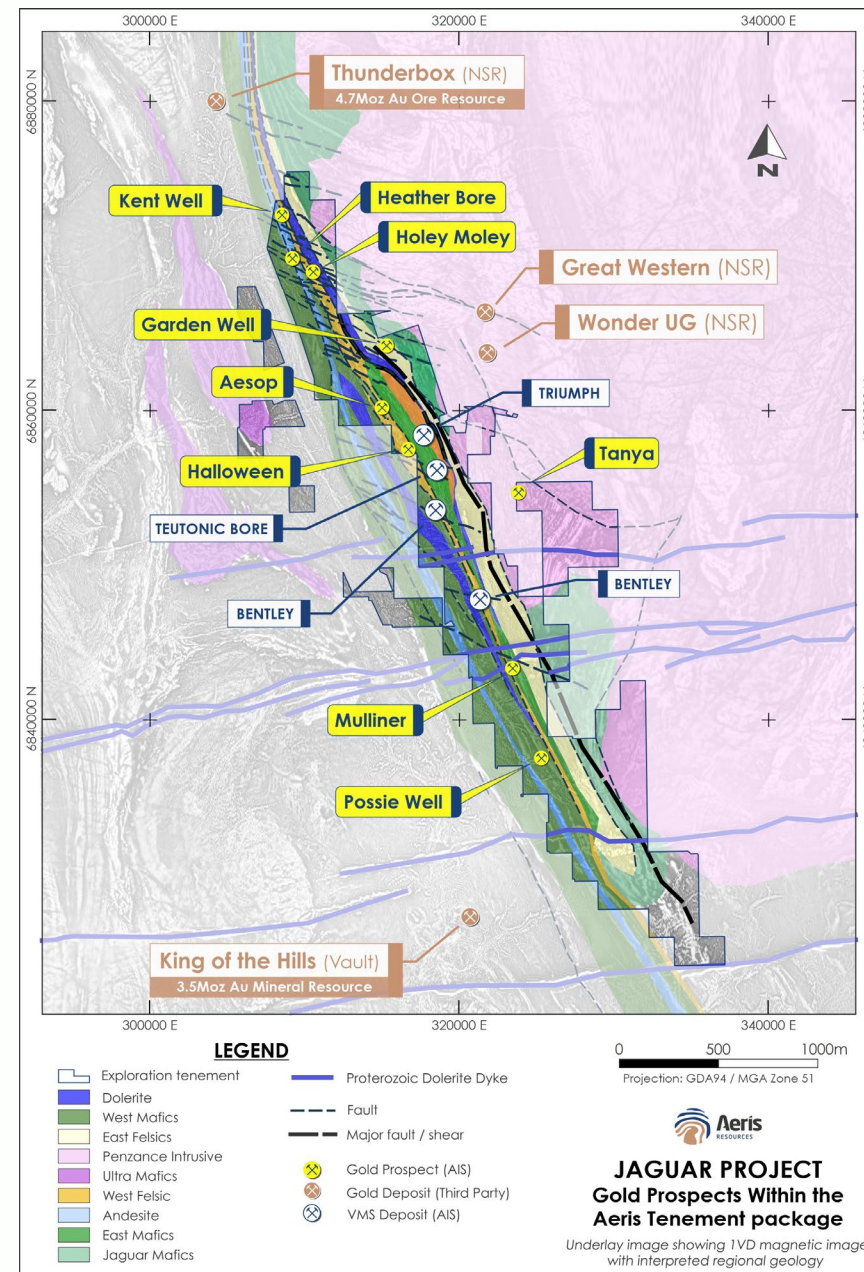 300000 E
320000 E
340000 E
Thunderbox (NSR)
4.7Moz Au Ore Resource
6880000 N
N
Kent Well
Heather Bore
Holey Moley
Great Western (NSR)
Garden Well
Wonder UG (NSR)
Aesop
TRIUMPH
6860000 N
Halloween
Tanya
TEUTONIC BORE
BENTLEY
BENTLEY
Mulliner
6840000 N
Possie Well
King of the Hills (Vault)
3.5Moz Au Mineral Resource
300000 E
320000 E
340000 E
LEGEND
Exploration tenement
Dolerite
West Mafics
East Felsics
Penzance Intrusive
Ultra Mafics
West Felsic
Andesite
East Mafics
Jaguar Mafics
Proterozoic Dolerite Dyke
Fault
Major fault / shear
Gold Prospect (AIS)
Gold Deposit (Third Party)
VMS Deposit (AIS)
0 500 1000m
Projection: GDA94 / MGA Zone 51
Aeris
RESOURCES
JAGUAR PROJECT
Gold Prospects Within the
Aeris Tenement package
Underlay image showing 1VD magnetic image
with interpreted regional geology